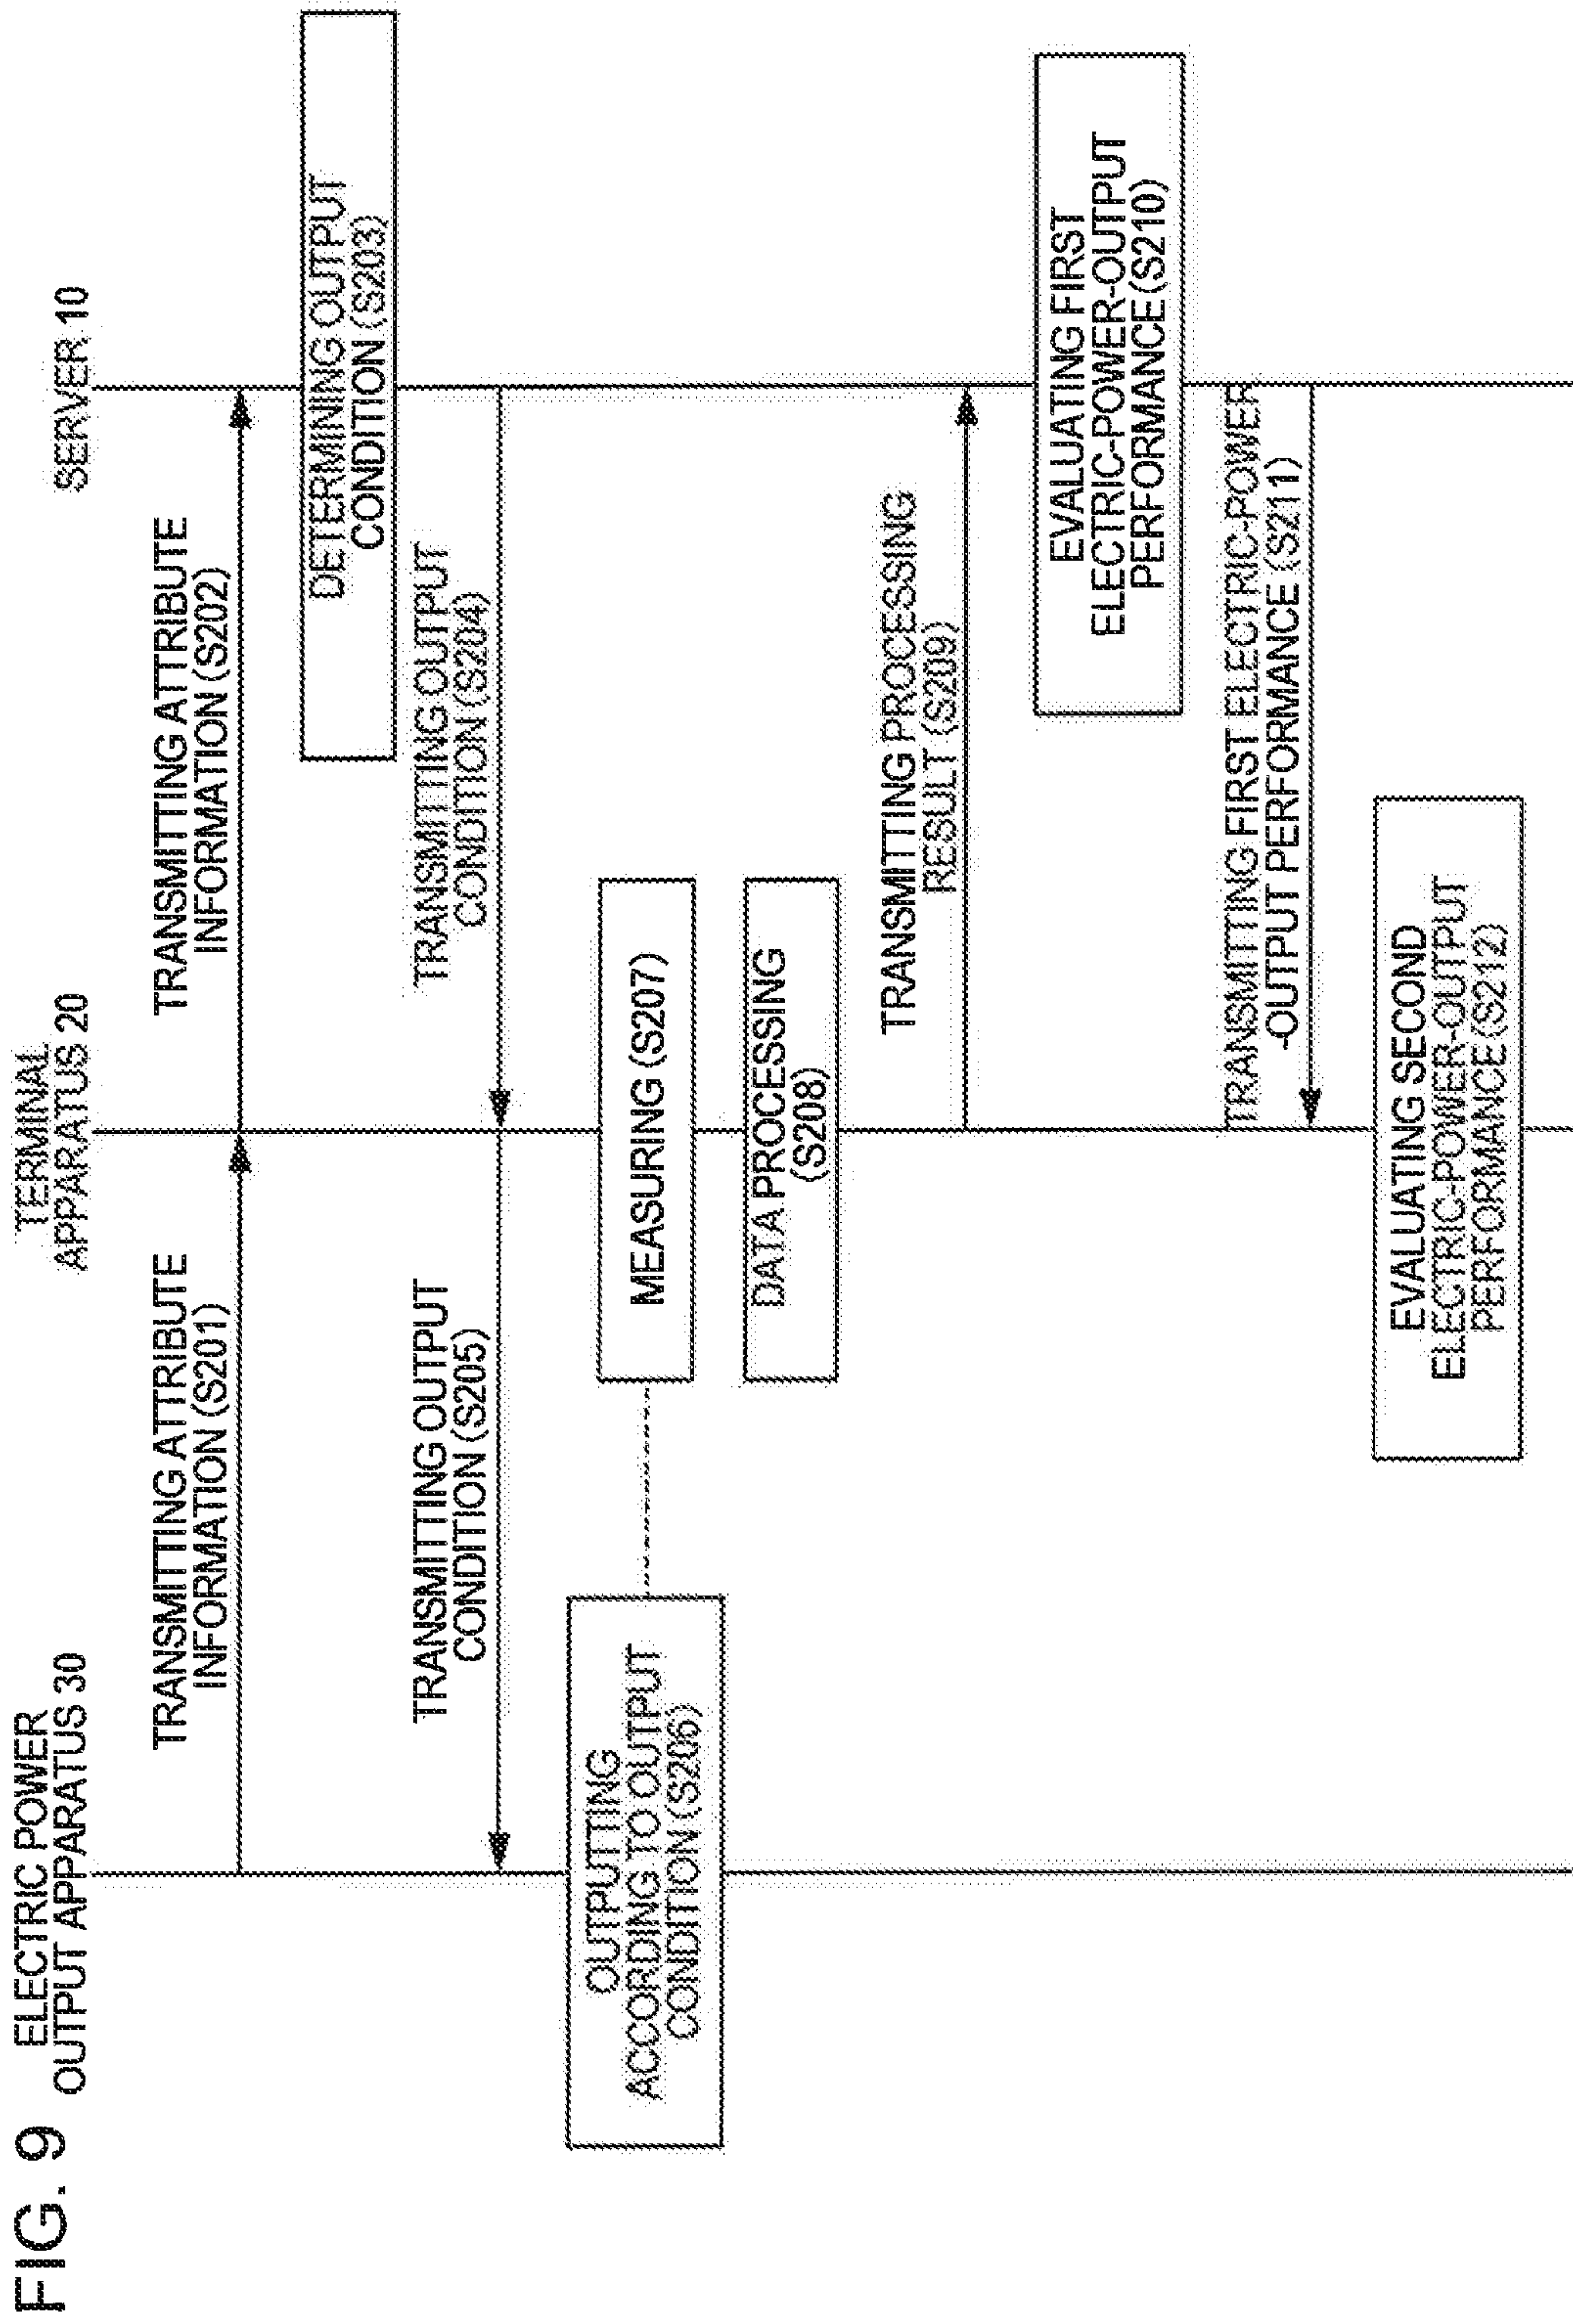 FIG. 9
ELECTRIC POWER
OUTPUT APPARATUS 30
TERMINAL
APPARATUS 20
SERVER 10
TRANSMITTING ATTRIBUTE
INFORMATION (S201)
TRANSMITTING ATTRIBUTE
INFORMATION (S202)
DETERMINING OUTPUT
CONDITION (S203)
TRANSMITTING OUTPUT
CONDITION (S204)
TRANSMITTING OUTPUT
CONDITION (S205)
OUTPUTTING
ACCORDING TO OUTPUT
CONDITION (S206)
MEASURING (S207)
DATA PROCESSING
(S208)
TRANSMITTING PROCESSING
RESULT (S209)
EVALUATING FIRST
ELECTRIC-POWER-OUTPUT
PERFORMANCE(S210)
TRANSMITTING FIRST ELECTRIC-POWER
-OUTPUT PERFORMANCE (S211)
EVALUATING SECOND
ELECTRIC-POWER-OUTPUT
PERFORMANCE(S212)